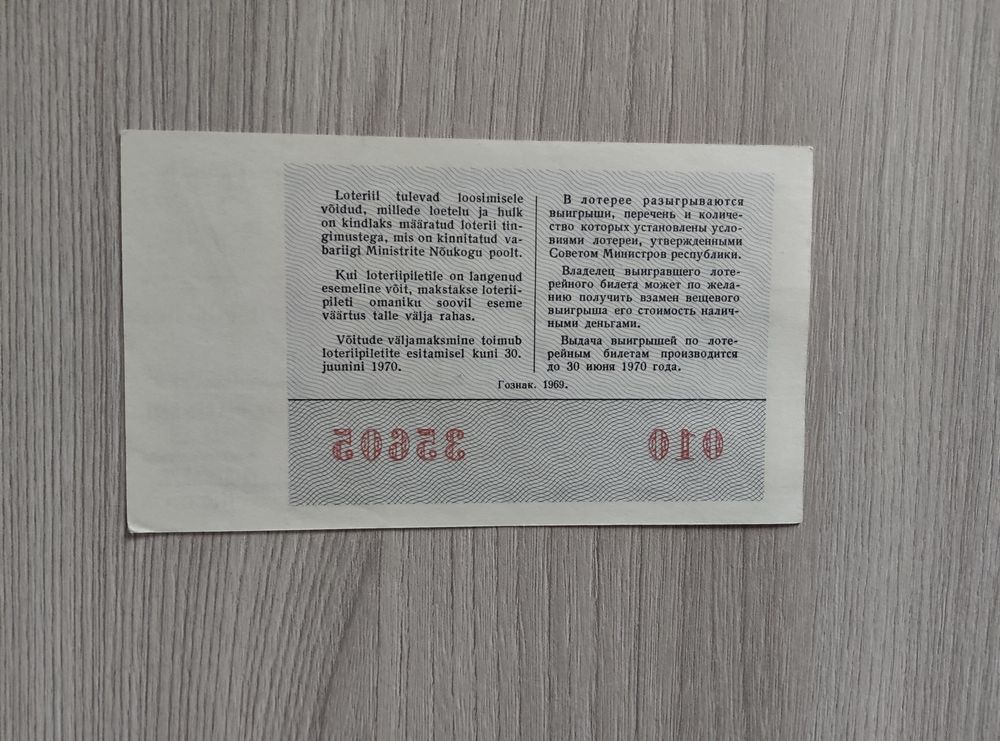 Loteriil tulevad loosimisele
võidud, millede loetelu ja hulk
on kindlaks määratud loterii tin-
gimustega, mis on kinnitatud va-
bariigi Ministrite Nõukogu poolt.
Kui loteriipiletile on langenud
esemeline võit, makstakse loterii-
pileti omaniku soovil eseme
väärtus talle välja rahas.
Võitude väljamaksmine toimub
loteriipiletite esitamisel kuni 30.
juunini 1970.
В лотерее разыгрываются
выигрыши, перечень и количе-
ство которых установлены усло-
виями лотереи, утвержденными
Советом Министров республики.
Владелец выигравшего лоте-
рейного билета может по жела-
нию получить взамен вещевого
выигрыша его стоимость налич-
ными деньгами.
Выдача выигрышей по лоте-
рейным билетам производится
до 30 июня 1970 года.
Гознак. 1969.
010 35605